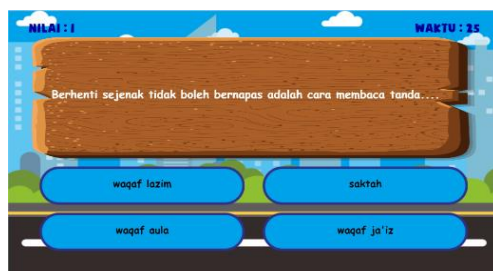 NILAI : 1
WAKTU : 25
Berhenti sejenak tidak boleh bernapas adalah cara membaca tanda....
waqaf lazim
saktah
waqaf aula
waqaf ja'iz